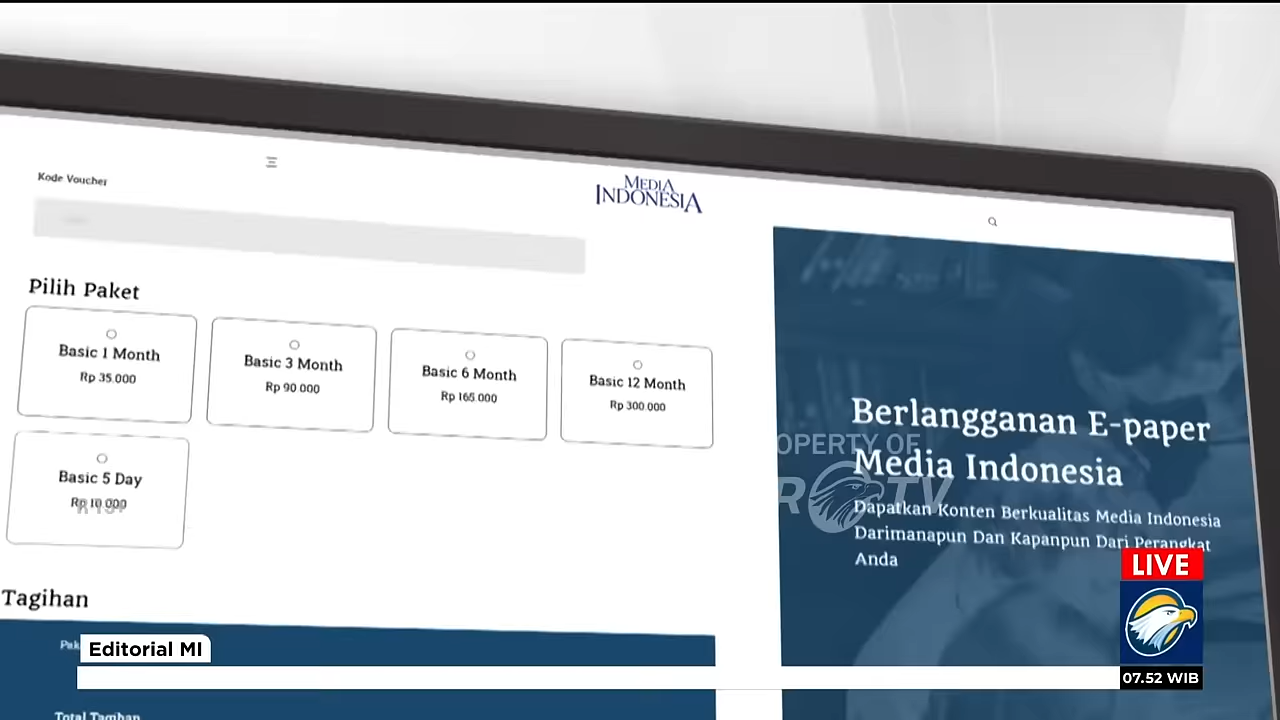 Kode Voucher
MEDIA
INDONESIA
Pilih Paket
Basic 1 Month
Rp 35.000
Basic 3 Month
Rp 90 000
Basic 6 Month
Rp 165.000
Basic 12 Month
Rp 300.000
Basic 5 Day
Rp 10 000
Berlangganan E-paper
Media Indonesia
OPERTY OF
R TV
Dapatkan Konten Berkualitas Media Indonesia
Darimanapun Dan Kapanpun Dari Perangkat
Anda
Tagihan
Total Tagihan
Editorial MI
LIVE
07.52 WIB